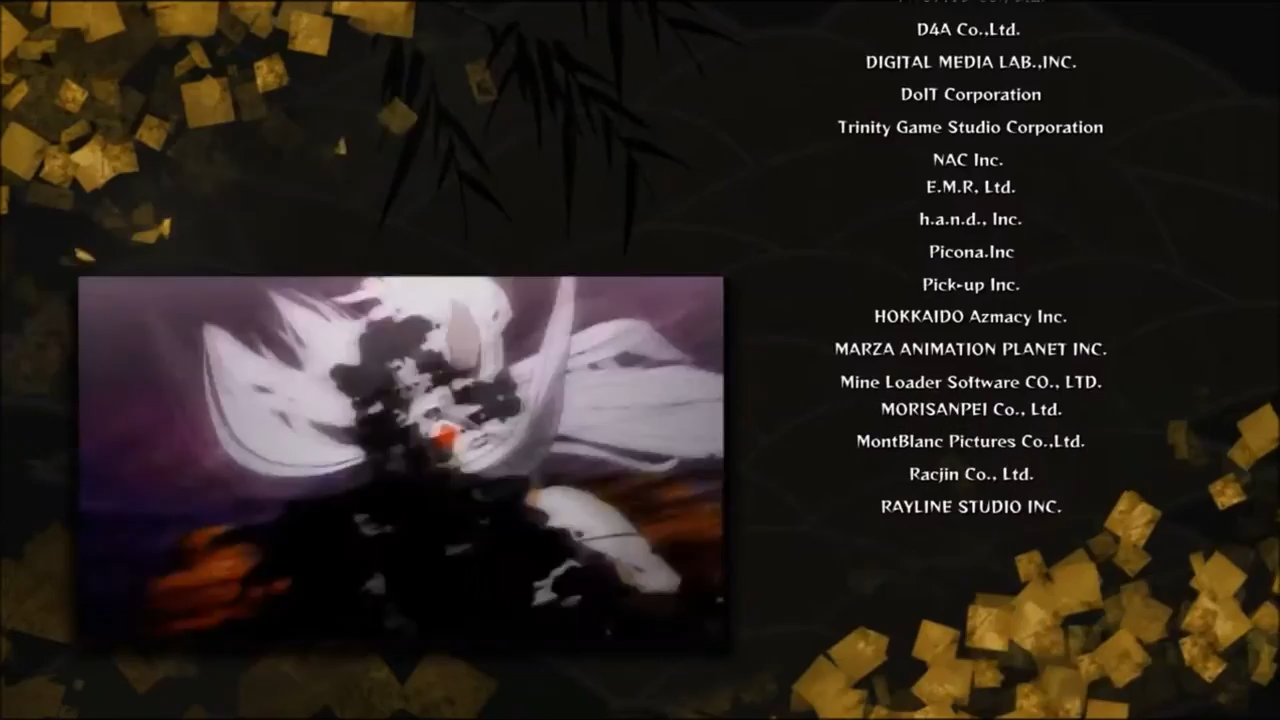 D4A Co.,Ltd.
DIGITAL MEDIA LAB.,INC.
DoIT Corporation
Trinity Game Studio Corporation
NAC Inc.
E.M.R, Ltd.
h.a.n.d., Inc.
Picona.Inc
Pick-up Inc.
HOKKAIDO Azmacy Inc.
MARZA ANIMATION PLANET INC.
Mine Loader Software CO., LTD.
MORISANPEI Co., Ltd.
MontBlanc Pictures Co.,Ltd.
Racjin Co., Ltd.
RAYLINE STUDIO INC.